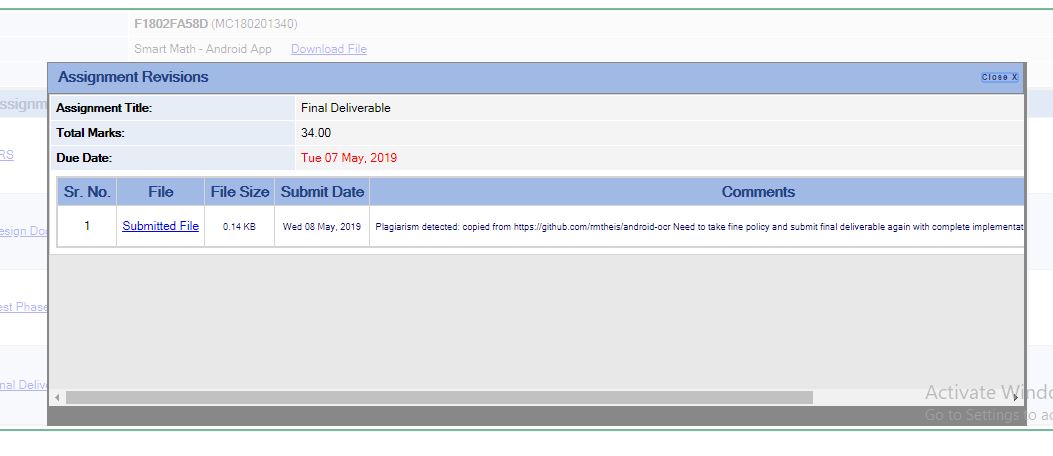 F1802FA58D (MC180201340)
Smart Math - Android App Download File
Assignment Revisions Close X
ssignm
Assignment Title: Final Deliverable
Total Marks: 34.00
RS
Due Date: Tue 07 May, 2019
Sr. No. File File Size Submit Date Comments
1 Submitted File 0.14 KB Wed 08 May, 2019 Plagiarism detected: copied from https://github.com/rmtheis/android-ocr Need to take fine policy and submit final deliverable again with complete implementat
esign Doc
est Phase
nal Delive
Activate Windo
Go to Settings to ac